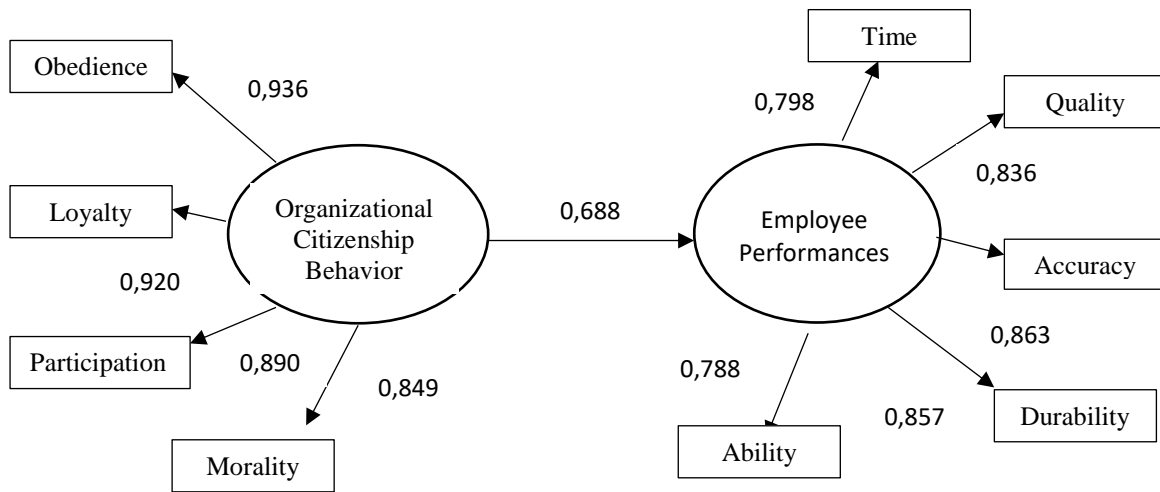 Time
Obedience
0,936
0,798
Quality
Loyalty
Organizational
Citizenship
Behavior
0,688
Employee
Performances
0,836
Accuracy
0,920
Participation
0,890
0,849
0,788
0,863
0,857
Durability
Morality
Ability